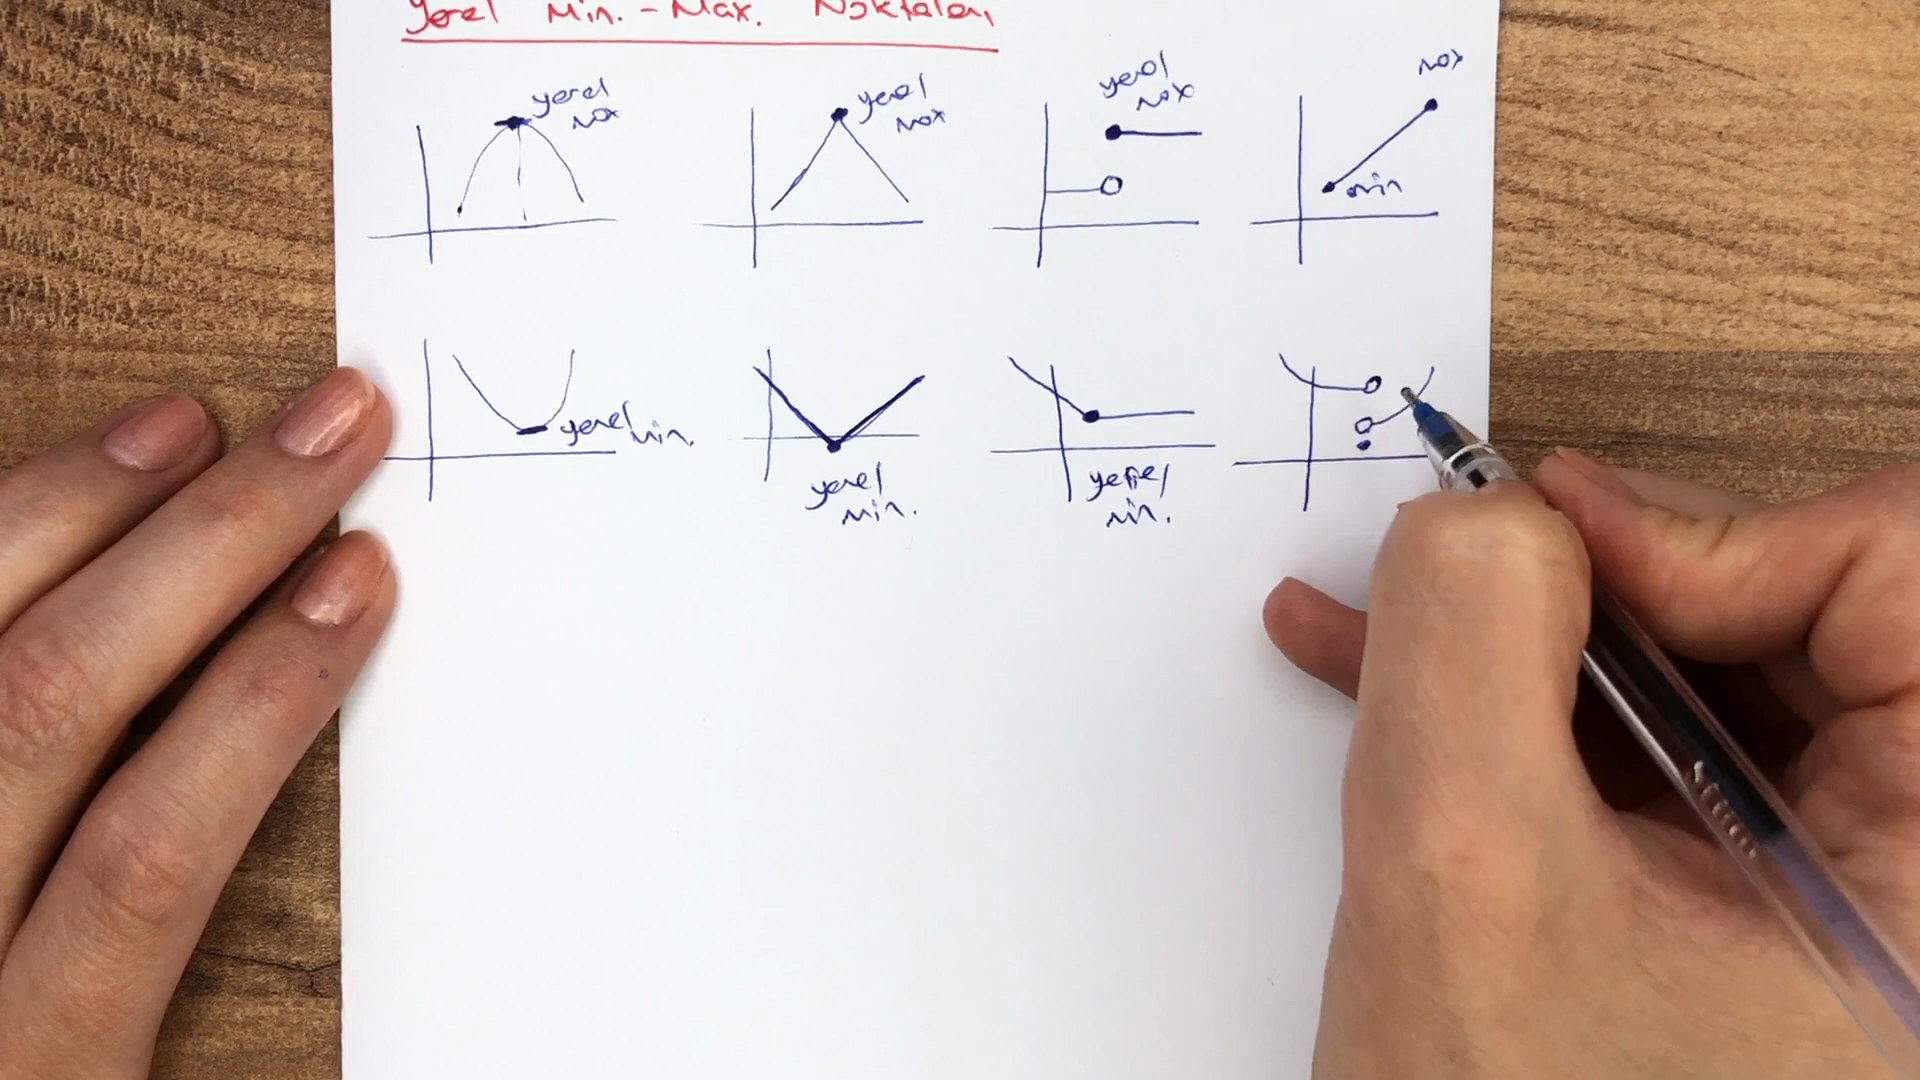 Yerel Min. - Max. Noktaları
yerel
max
yerel
max
yerel
max
max
min
yerel
min.
yerel
min.
yerel
min.